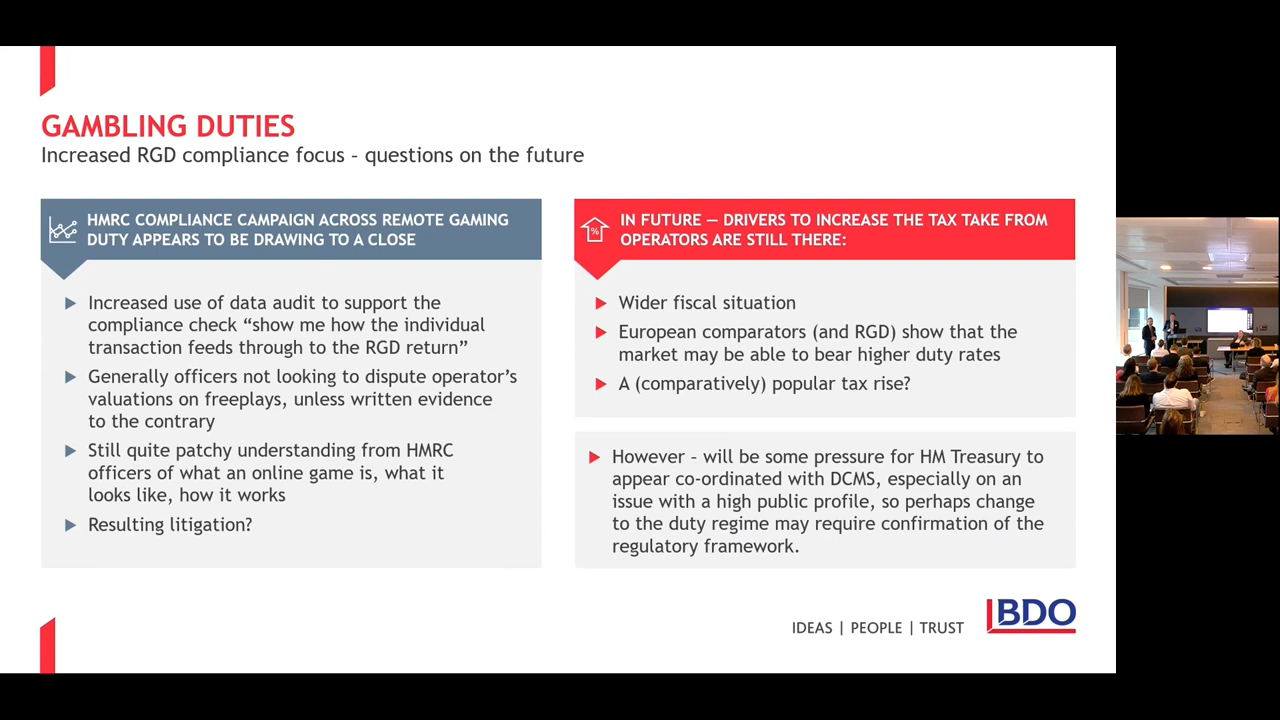 GAMBLING DUTIES
Increased RGD compliance focus – questions on the future
HMRC COMPLIANCE CAMPAIGN ACROSS REMOTE GAMING
DUTY APPEARS TO BE DRAWING TO A CLOSE
Increased use of data audit to support the
compliance check “show me how the individual
transaction feeds through to the RGD return”
Generally officers not looking to dispute operator’s
valuations on freeplays, unless written evidence
to the contrary
Still quite patchy understanding from HMRC
officers of what an online game is, what it
looks like, how it works
Resulting litigation?
%
IN FUTURE — DRIVERS TO INCREASE THE TAX TAKE FROM
OPERATORS ARE STILL THERE:
Wider fiscal situation
European comparators (and RGD) show that the
market may be able to bear higher duty rates
A (comparatively) popular tax rise?
However – will be some pressure for HM Treasury to
appear co-ordinated with DCMS, especially on an
issue with a high public profile, so perhaps change
to the duty regime may require confirmation of the
regulatory framework.
IDEAS | PEOPLE | TRUST
BDO